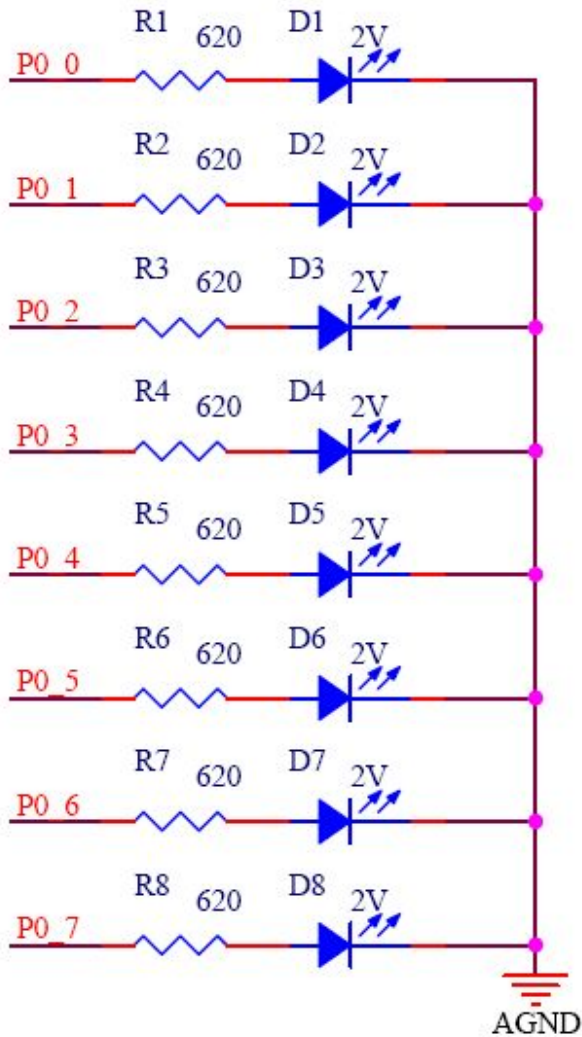 R1 620 D1 2V
P0_0
R2 620 D2 2V
P0_1
R3 620 D3 2V
P0_2
R4 620 D4 2V
P0_3
R5 620 D5 2V
P0_4
R6 620 D6 2V
P0_5
R7 620 D7 2V
P0_6
R8 620 D8 2V
P0_7
AGND